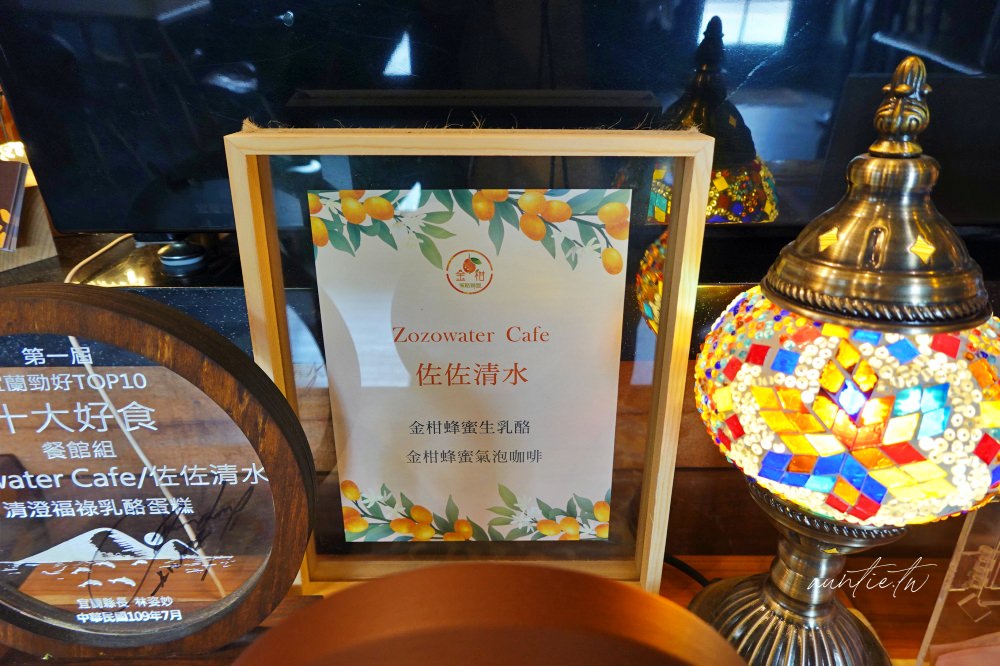 第一屆
蘭勁好TOP10
十大好食
餐館組
water Cafe/佐佐清水
清澄福祿乳酪蛋糕
宜蘭縣長 林姿妙
中華民國109年7月
金柑
Zozowater Cafe
佐佐清水
金柑蜂蜜生乳酪
金柑蜂蜜氣泡咖啡
auntie.tw